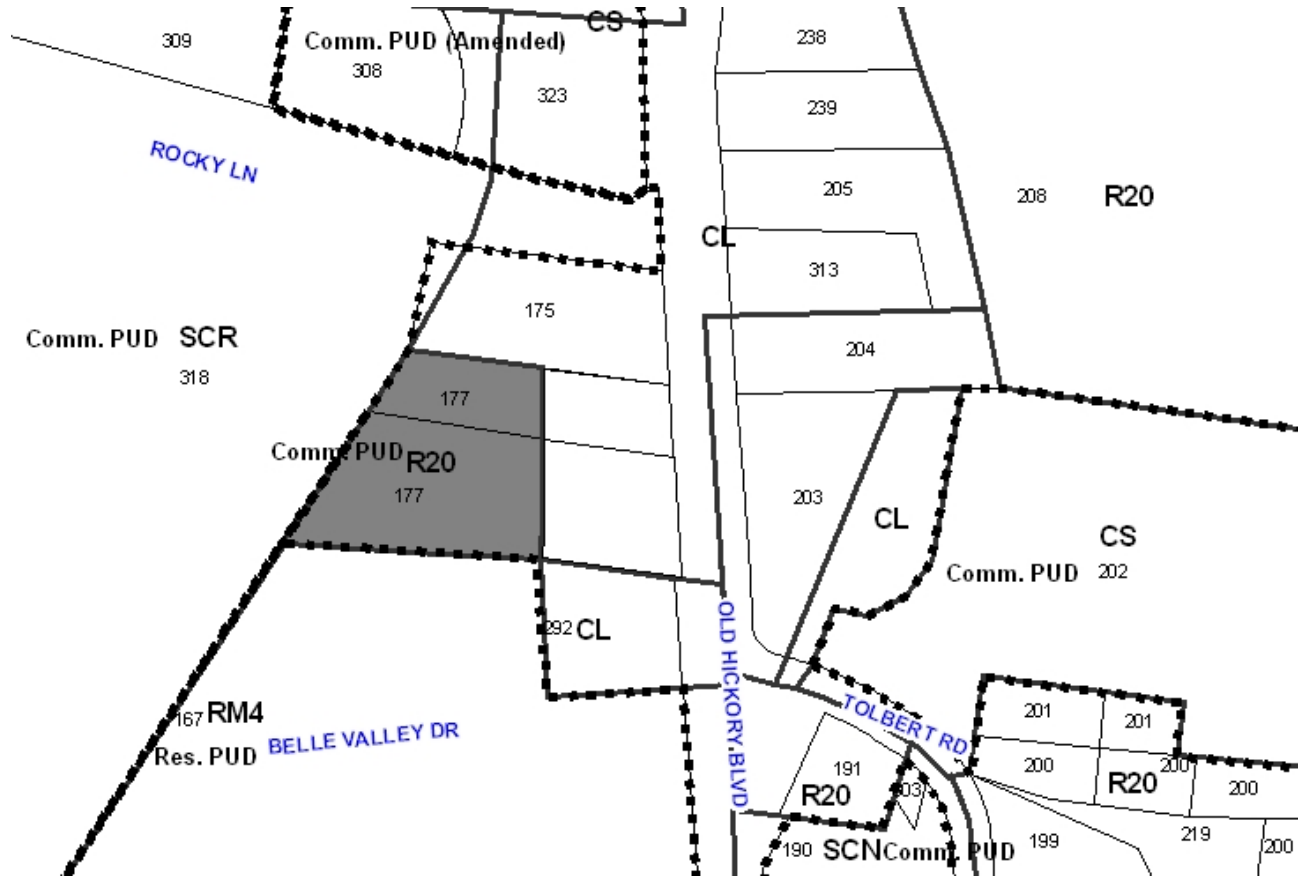 CS
238
309
Comm. PUD (Amended)
308
323
239
ROCKY LN
205
208
R20
CL
313
175
Comm. PUD
SCR
204
318
177
Comm. PUD
R20
177
203
CL
CS
Comm. PUD
202
292
CL
OLD HICKORY BLVD
167
RM4
TOLBERT RD
201
201
BELLE VALLEY DR
Res. PUD
191
200
200
R20
200
R20
190
SCN
Comm. PUD
199
219
200